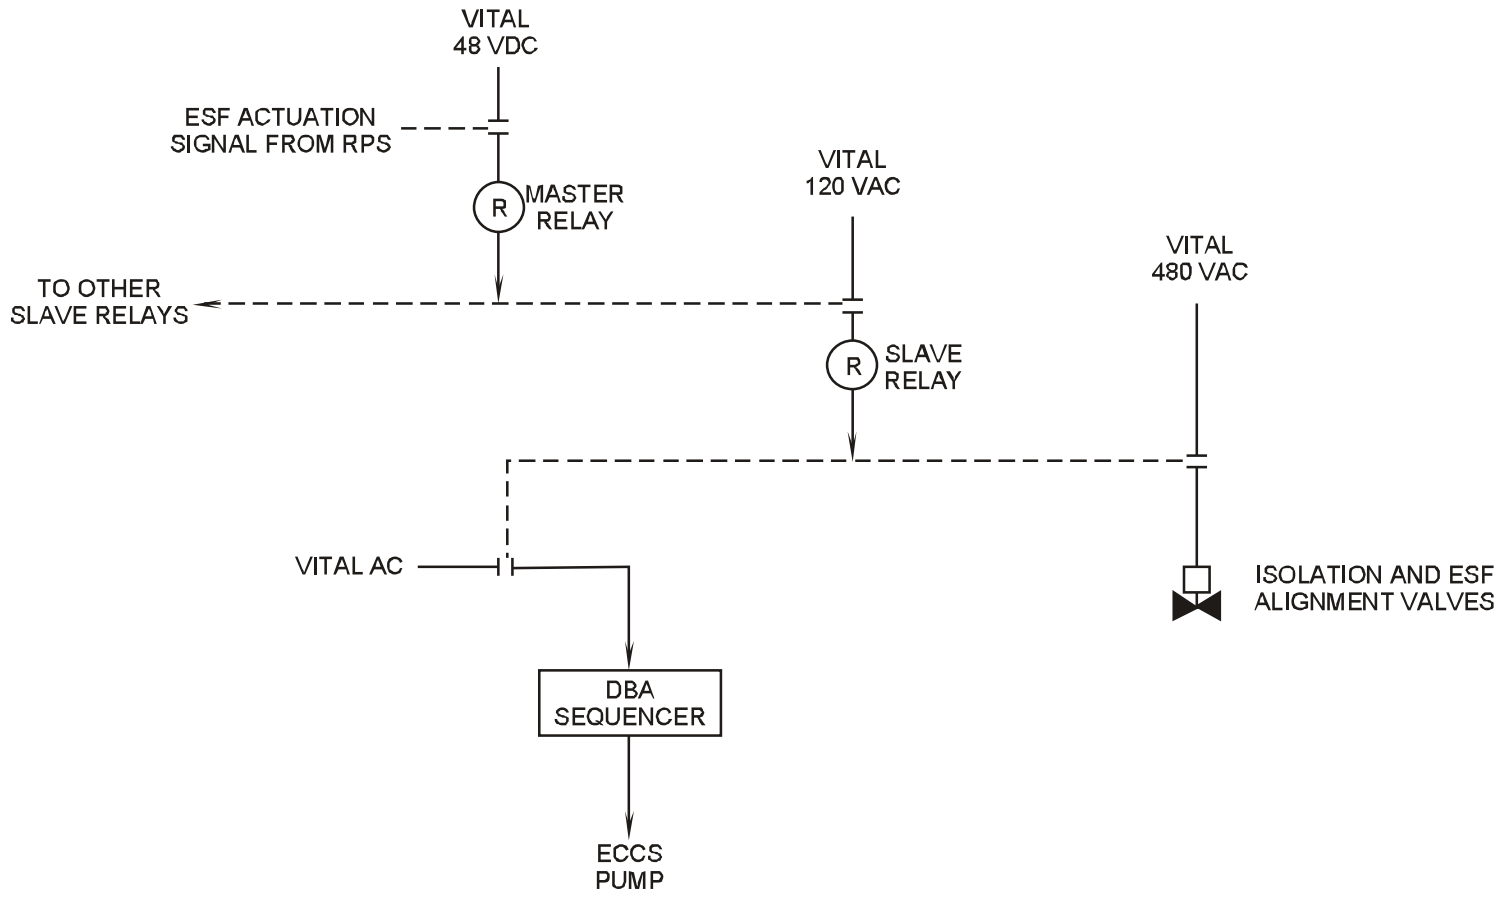 VITAL
48 VDC
ESF ACTUATION
SIGNAL FROM RPS
VITAL
120 VAC
R
MASTER
RELAY
VITAL
480 VAC
TO OTHER
SLAVE RELAYS
R
SLAVE
RELAY
VITAL AC
ISOLATION AND ESF
ALIGNMENT VALVES
DBA
SEQUENCER
ECCS
PUMP